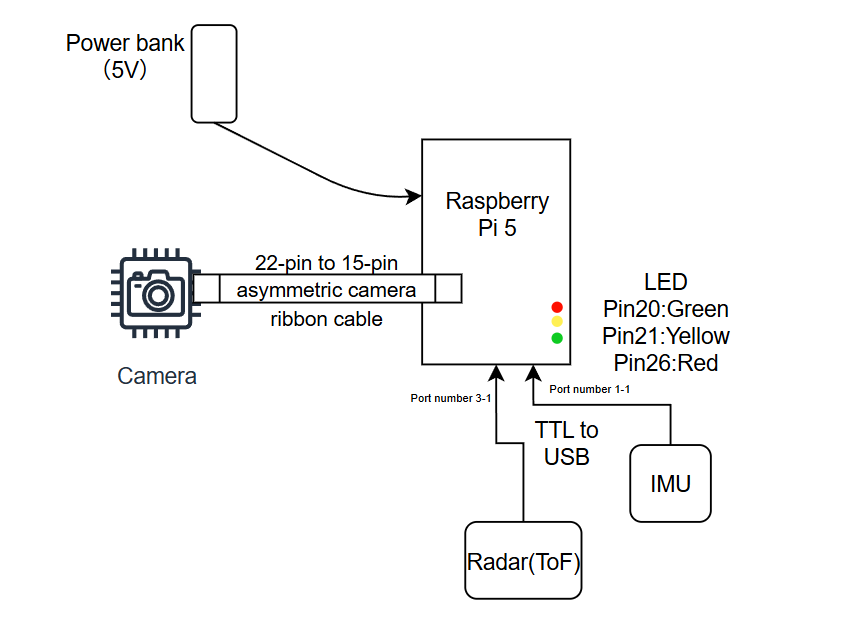 Power bank
（5V）
Raspberry
Pi 5
22-pin to 15-pin
asymmetric camera
ribbon cable
Camera
LED
Pin20:Green
Pin21:Yellow
Pin26:Red
Port number 3-1
Port number 1-1
TTL to
USB
IMU
Radar(ToF)